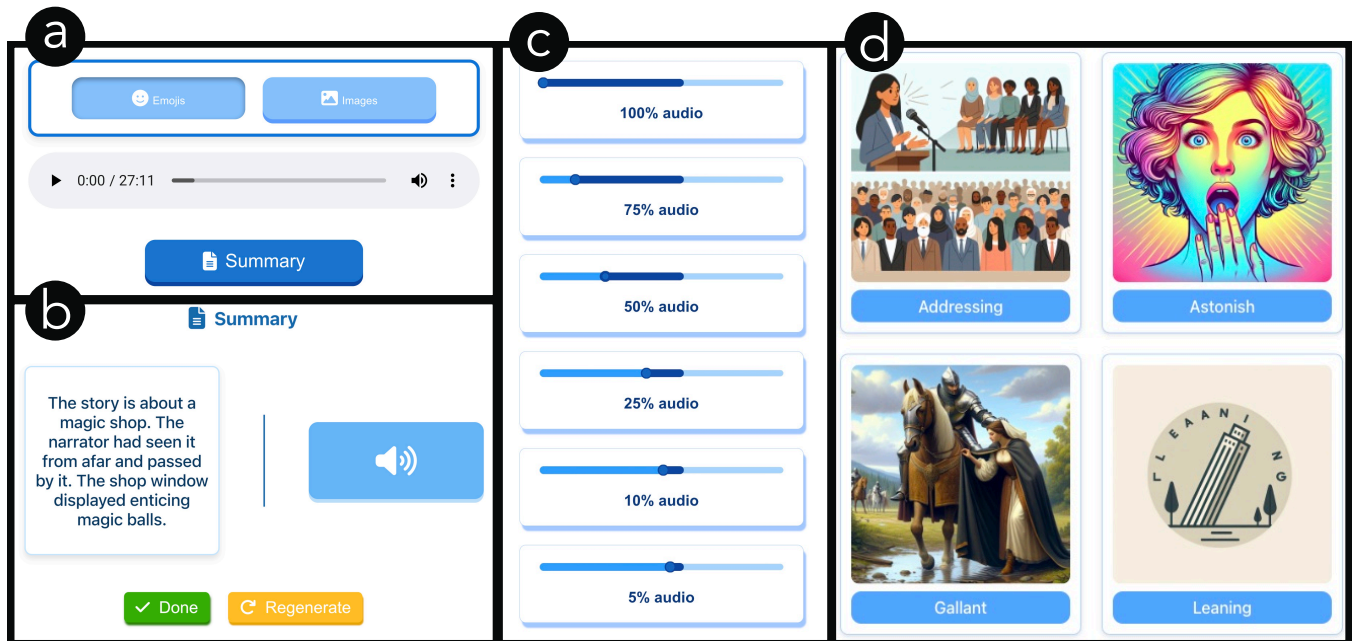 a
Emojis
Images
0:00 / 27:11
Summary
b
Summary
The story is about a
magic shop. The
narrator had seen it
from afar and passed
by it. The shop window
displayed enticing
magic balls.
Done
Regenerate
c
100% audio
75% audio
50% audio
25% audio
10% audio
5% audio
d
Addressing
Astonish
Gallant
LLEANING
Leaning